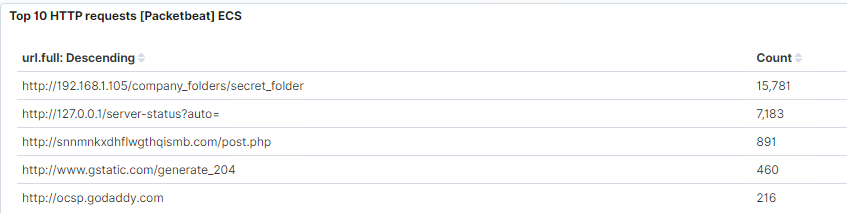 Top 10 HTTP requests [Packetbeat] ECS
url.full: Descending Count
http://192.168.1.105/company_folders/secret_folder 15,781
http://127.0.0.1/server-status?auto= 7,183
http://snnmnkxdhflwgthqismb.com/post.php 891
http://www.gstatic.com/generate_204 460
http://ocsp.godaddy.com 216